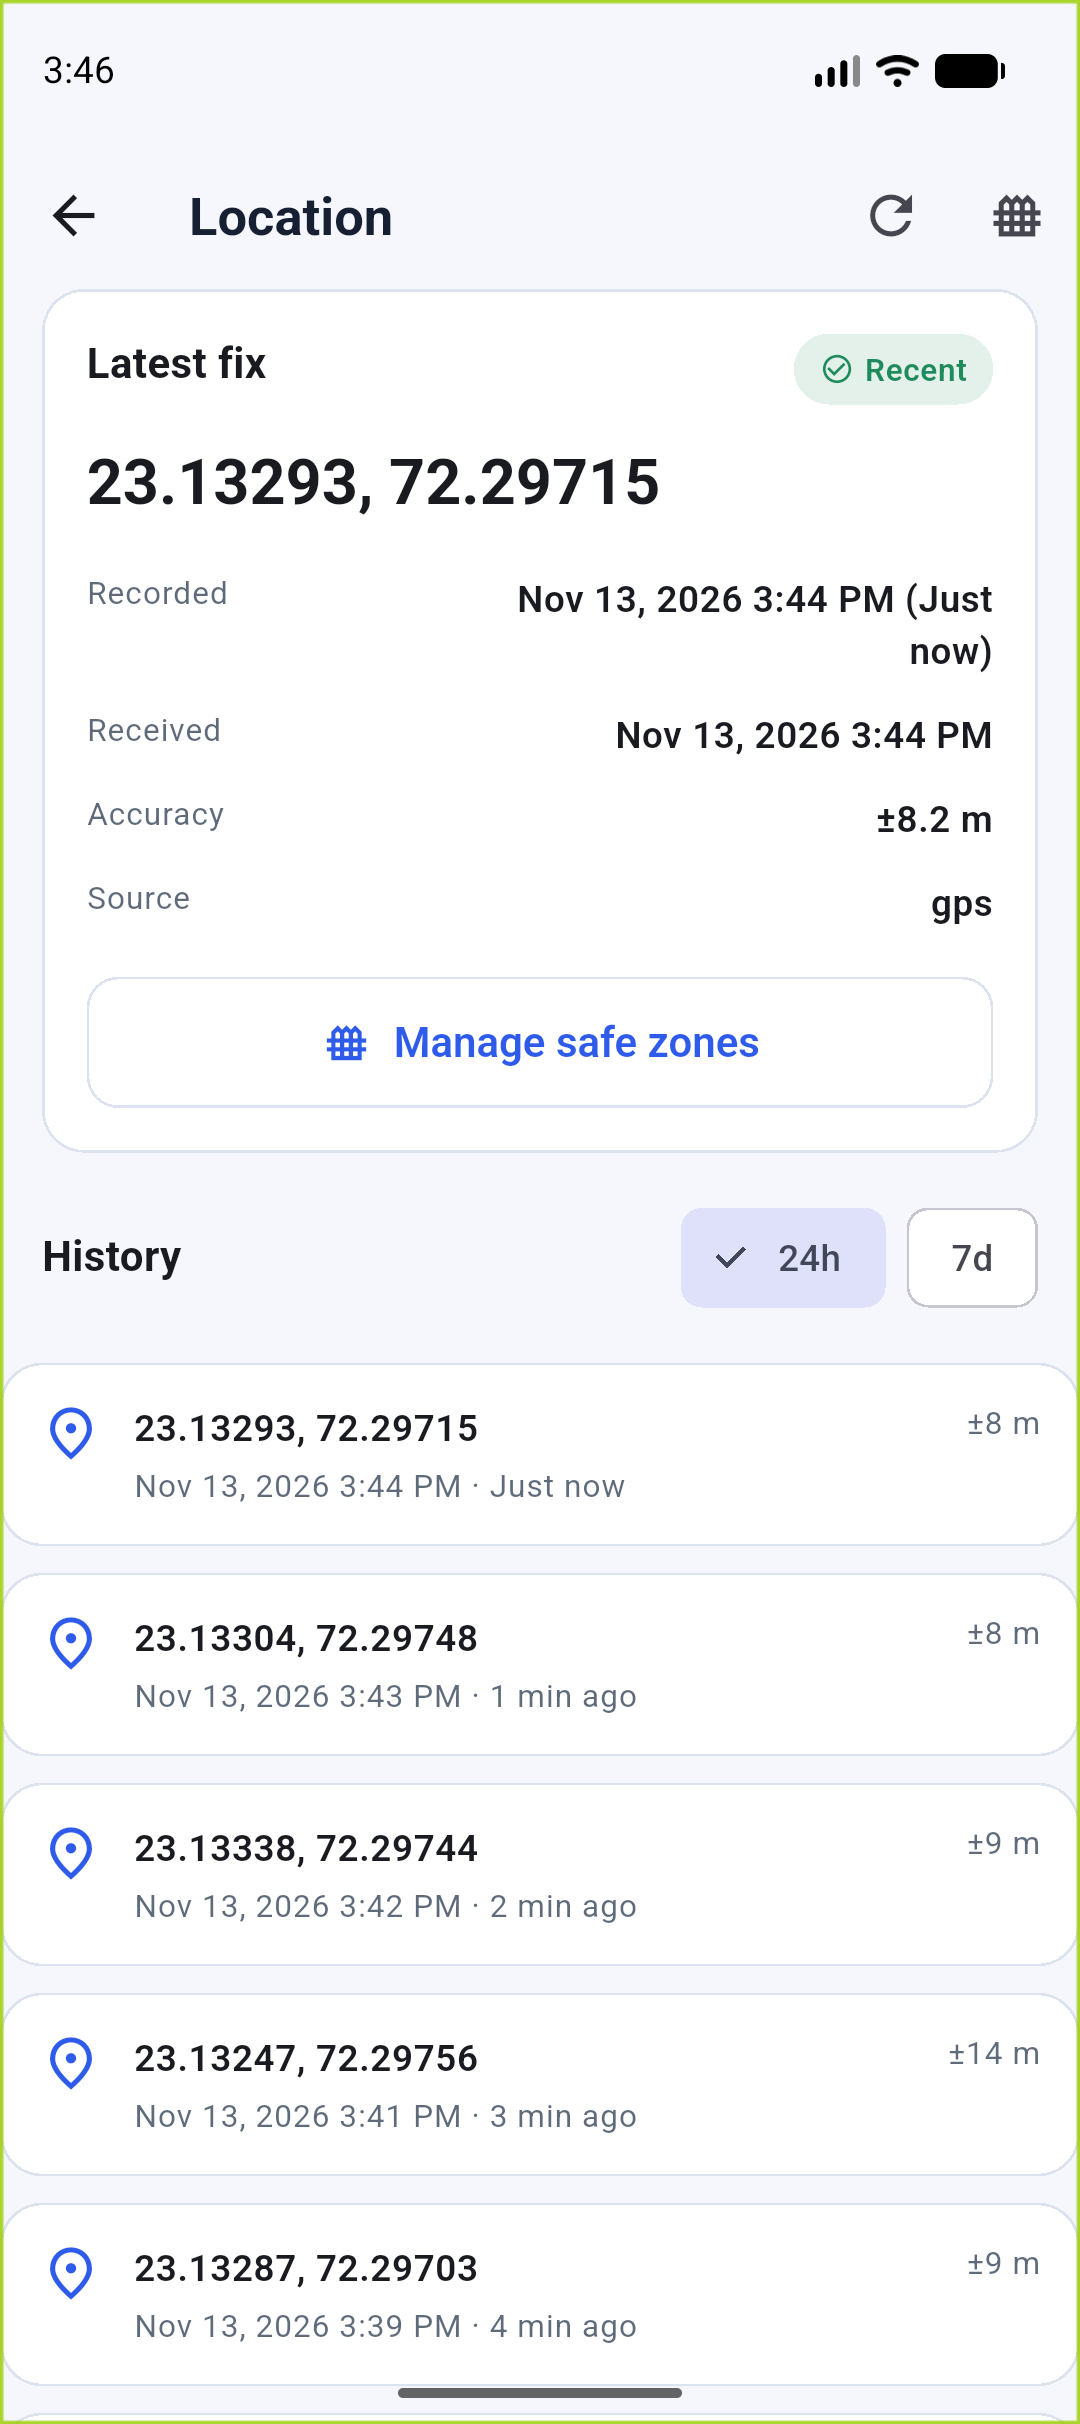 3:46
Location
Latest fix
Recent
23.13293, 72.29715
Recorded
Nov 13, 2026 3:44 PM (Just
now)
Received
Nov 13, 2026 3:44 PM
Accuracy
±8.2 m
Source
gps
Manage safe zones
History
24h
7d
23.13293, 72.29715
±8 m
Nov 13, 2026 3:44 PM · Just now
23.13304, 72.29748
±8 m
Nov 13, 2026 3:43 PM · 1 min ago
23.13338, 72.29744
±9 m
Nov 13, 2026 3:42 PM · 2 min ago
23.13247, 72.29756
±14 m
Nov 13, 2026 3:41 PM · 3 min ago
23.13287, 72.29703
±9 m
Nov 13, 2026 3:39 PM · 4 min ago